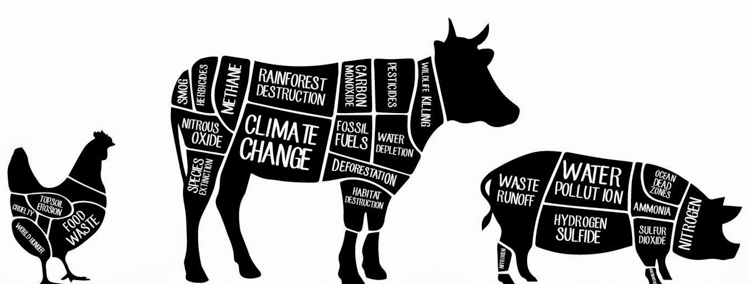 TOPSOIL
EROSION
CRUELTY
FOOD
WASTE
WORLD HUNGER
SMOG
HERBICIDES
METHANE
RAINFOREST
DESTRUCTION
CARBON
MONOXIDE
PESTICIDES
WILDLIFE KILLING
NITROUS
OXIDE
CLIMATE
CHANGE
FOSSIL
FUELS
WATER
DEPLETION
SPECIES
EXTINCTION
DEFORESTATION
HABITAT
DESTRUCTION
WASTE
RUNOFF
WATER
POLLUTION
OCEAN
DEAD
ZONES
NITROGEN
AMMONIA
HYDROGEN
SULFIDE
SULFUR
DIOXIDE